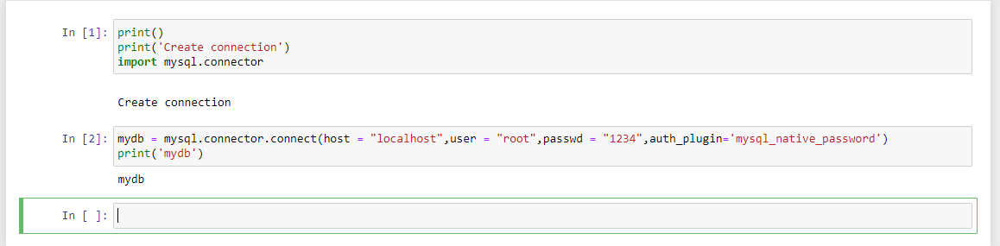 In [1]: print()
print('Create connection')
import mysql.connector
Create connection
In [2]: mydb = mysql.connector.connect(host = "localhost",user = "root",passwd = "1234",auth_plugin='mysql_native_password')
print('mydb')
mydb
In [ ]: